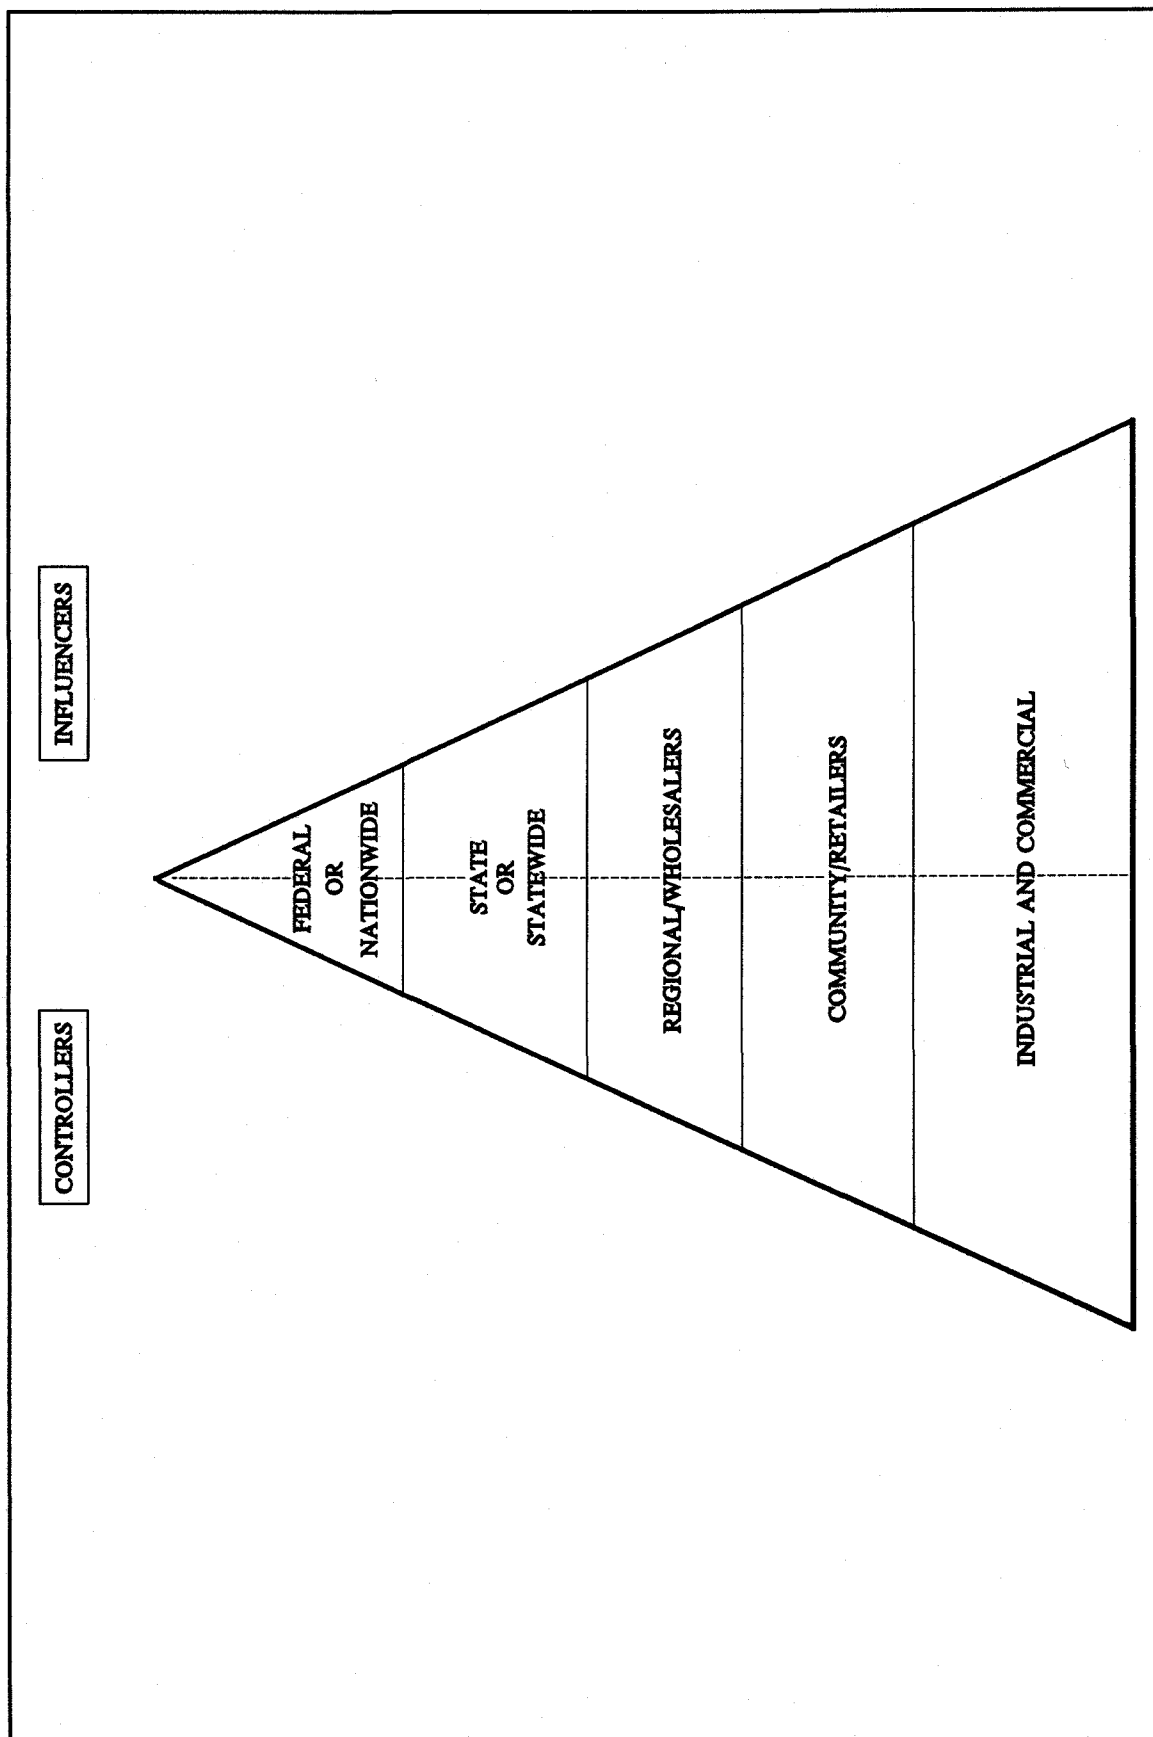 CONTROLLERS
INFLUENCERS
FEDERAL
OR
NATIONWIDE
STATE
OR
STATEWIDE
REGIONAL/WHOLESALERS
COMMUNITY/RETAILERS
INDUSTRIAL AND COMMERCIAL